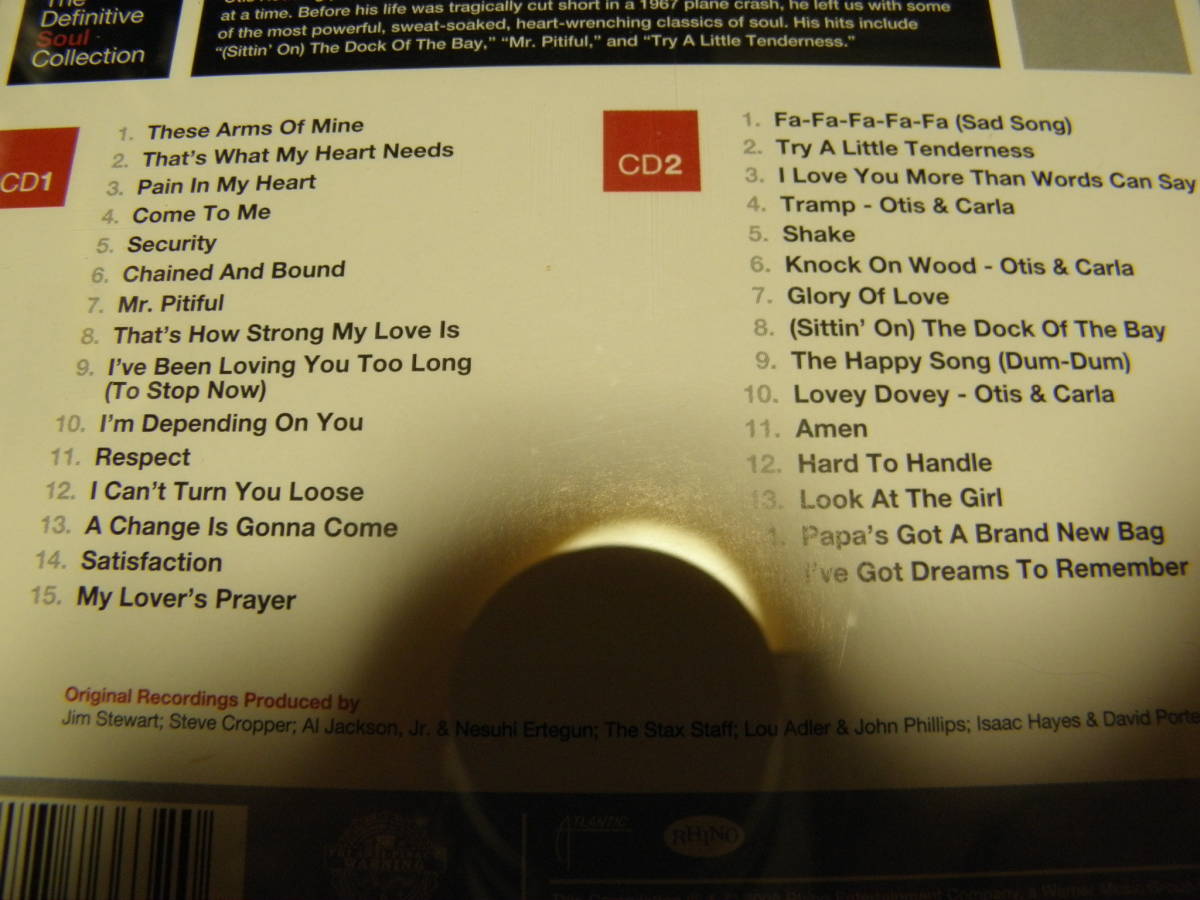 The
Definitive
Soul
Collection
at a time. Before his life was tragically cut short in a 1967 plane crash, he left us with some
of the most powerful, sweat-soaked, heart-wrenching classics of soul. His hits include
“(Sittin’ On) The Dock Of The Bay,” “Mr. Pitiful,” and “Try A Little Tenderness.”
CD1
1. These Arms Of Mine
2. That’s What My Heart Needs
3. Pain In My Heart
4. Come To Me
5. Security
6. Chained And Bound
7. Mr. Pitiful
8. That’s How Strong My Love Is
9. I’ve Been Loving You Too Long
(To Stop Now)
10. I’m Depending On You
11. Respect
12. I Can’t Turn You Loose
13. A Change Is Gonna Come
14. Satisfaction
15. My Lover’s Prayer
CD2
1. Fa-Fa-Fa-Fa-Fa (Sad Song)
2. Try A Little Tenderness
3. I Love You More Than Words Can Say
4. Tramp - Otis & Carla
5. Shake
6. Knock On Wood - Otis & Carla
7. Glory Of Love
8. (Sittin’ On) The Dock Of The Bay
9. The Happy Song (Dum-Dum)
10. Lovey Dovey - Otis & Carla
11. Amen
12. Hard To Handle
13. Look At The Girl
Papa’s Got A Brand New Bag
I’ve Got Dreams To Remember
Original Recordings Produced by
Jim Stewart; Steve Cropper; Al Jackson, Jr. & Nesuhi Ertegun; The Stax Staff; Lou Adler & John Phillips; Isaac Hayes & David Porte
ATLANTIC
RHINO